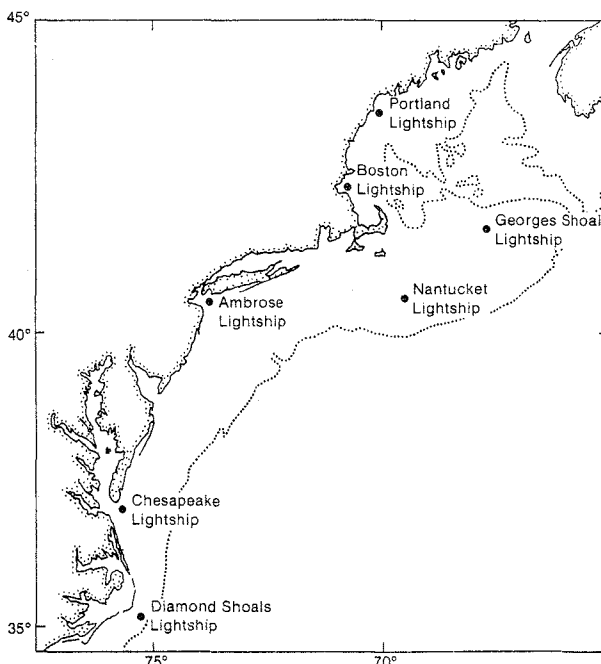 45°
Portland
Lightship
Boston
Lightship
Georges Shoal
Lightship
Nantucket
Lightship
Ambrose
Lightship
40°
Chesapeake
Lightship
Diamond Shoals
Lightship
35°
75°
70°